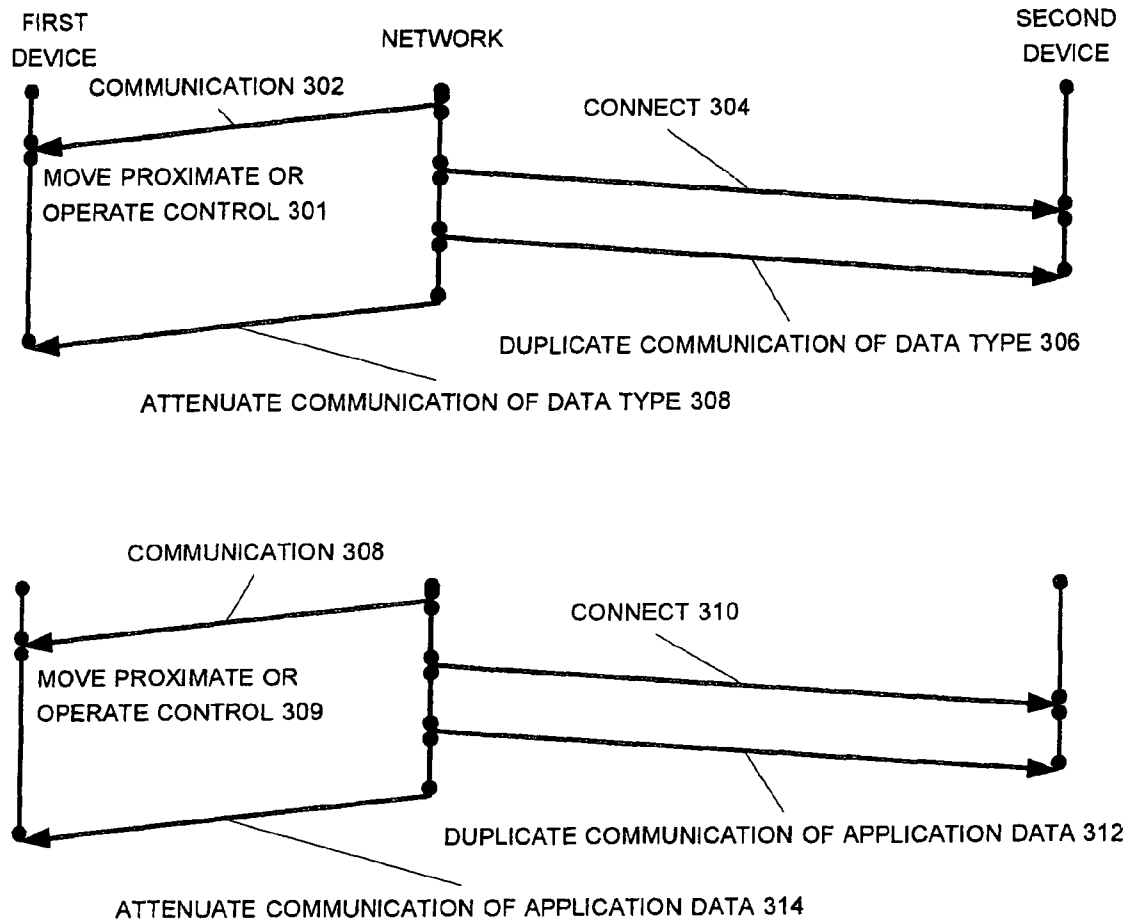 FIRST
DEVICE
NETWORK
SECOND
DEVICE
COMMUNICATION 302
CONNECT 304
MOVE PROXIMATE OR
OPERATE CONTROL 301
DUPLICATE COMMUNICATION OF DATA TYPE 306
ATTENUATE COMMUNICATION OF DATA TYPE 308
COMMUNICATION 308
CONNECT 310
MOVE PROXIMATE OR
OPERATE CONTROL 309
DUPLICATE COMMUNICATION OF APPLICATION DATA 312
ATTENUATE COMMUNICATION OF APPLICATION DATA 314